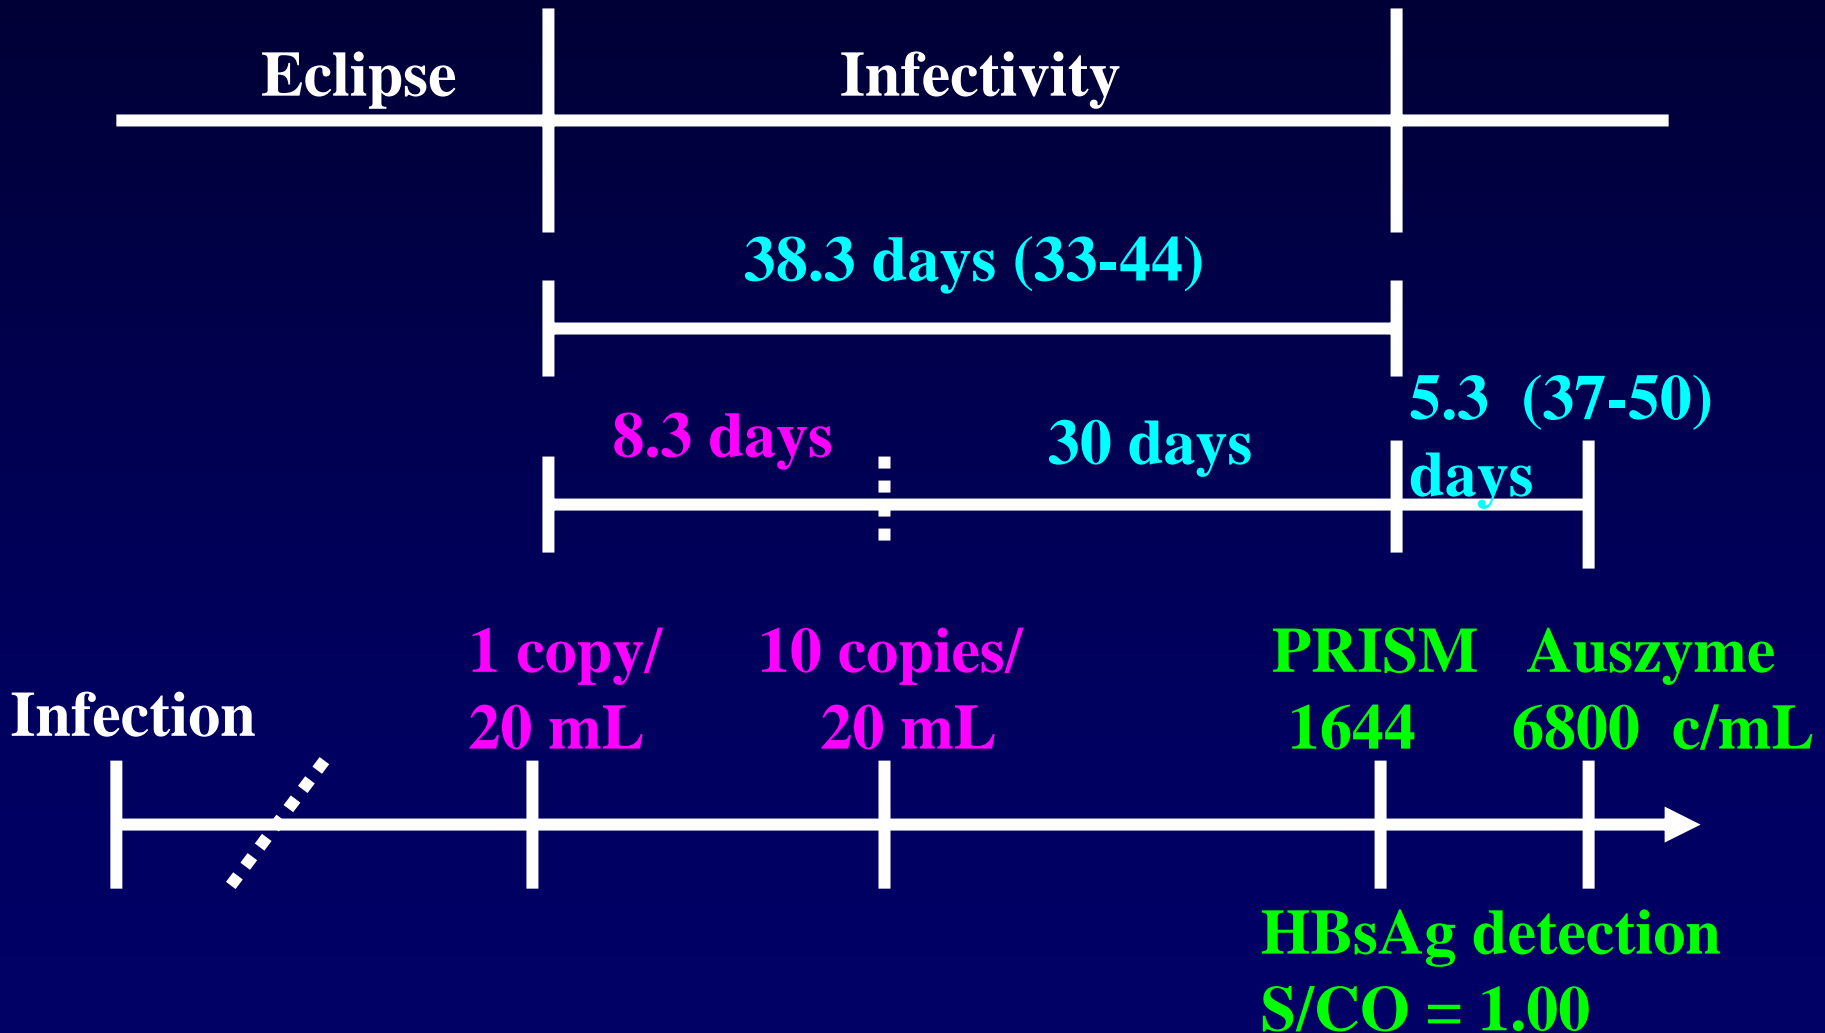 Eclipse
Infectivity
38.3 days (33-44)
8.3 days
30 days
5.3 (37-50)
days
Infection
1 copy/
20 mL
10 copies/
20 mL
PRISM
1644
Auszyme
6800 c/mL
HBsAg detection
S/CO = 1.00